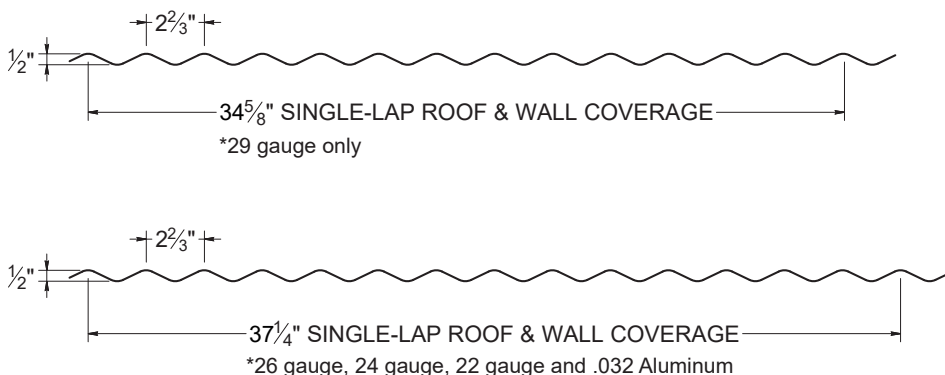 2⅔"
½"
34⅝" SINGLE-LAP ROOF & WALL COVERAGE
*29 gauge only
2⅔"
½"
37¼" SINGLE-LAP ROOF & WALL COVERAGE
*26 gauge, 24 gauge, 22 gauge and .032 Aluminum